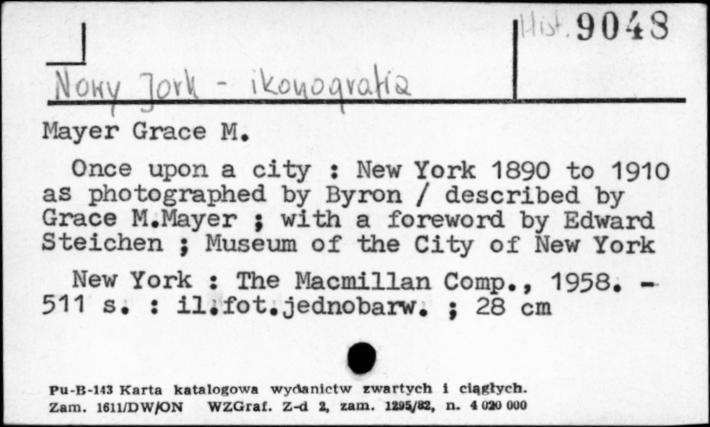 Hist. 9048
Nowy Jork - ikonografia
Mayer Grace M.
Once upon a city : New York 1890 to 1910
as photographed by Byron / described by
Grace M.Mayer ; with a foreword by Edward
Steichen ; Museum of the City of New York
New York : The Macmillan Comp., 1958. -
511 s. : il.fot.jednobarw. ; 28 cm
Pu-B-143 Karta katalogowa wydanictw zwartych i ciągłych.
Zam. 1611/DW/ON WZGraf. Z-d 2, zam. 1295/82, n. 4 020 000